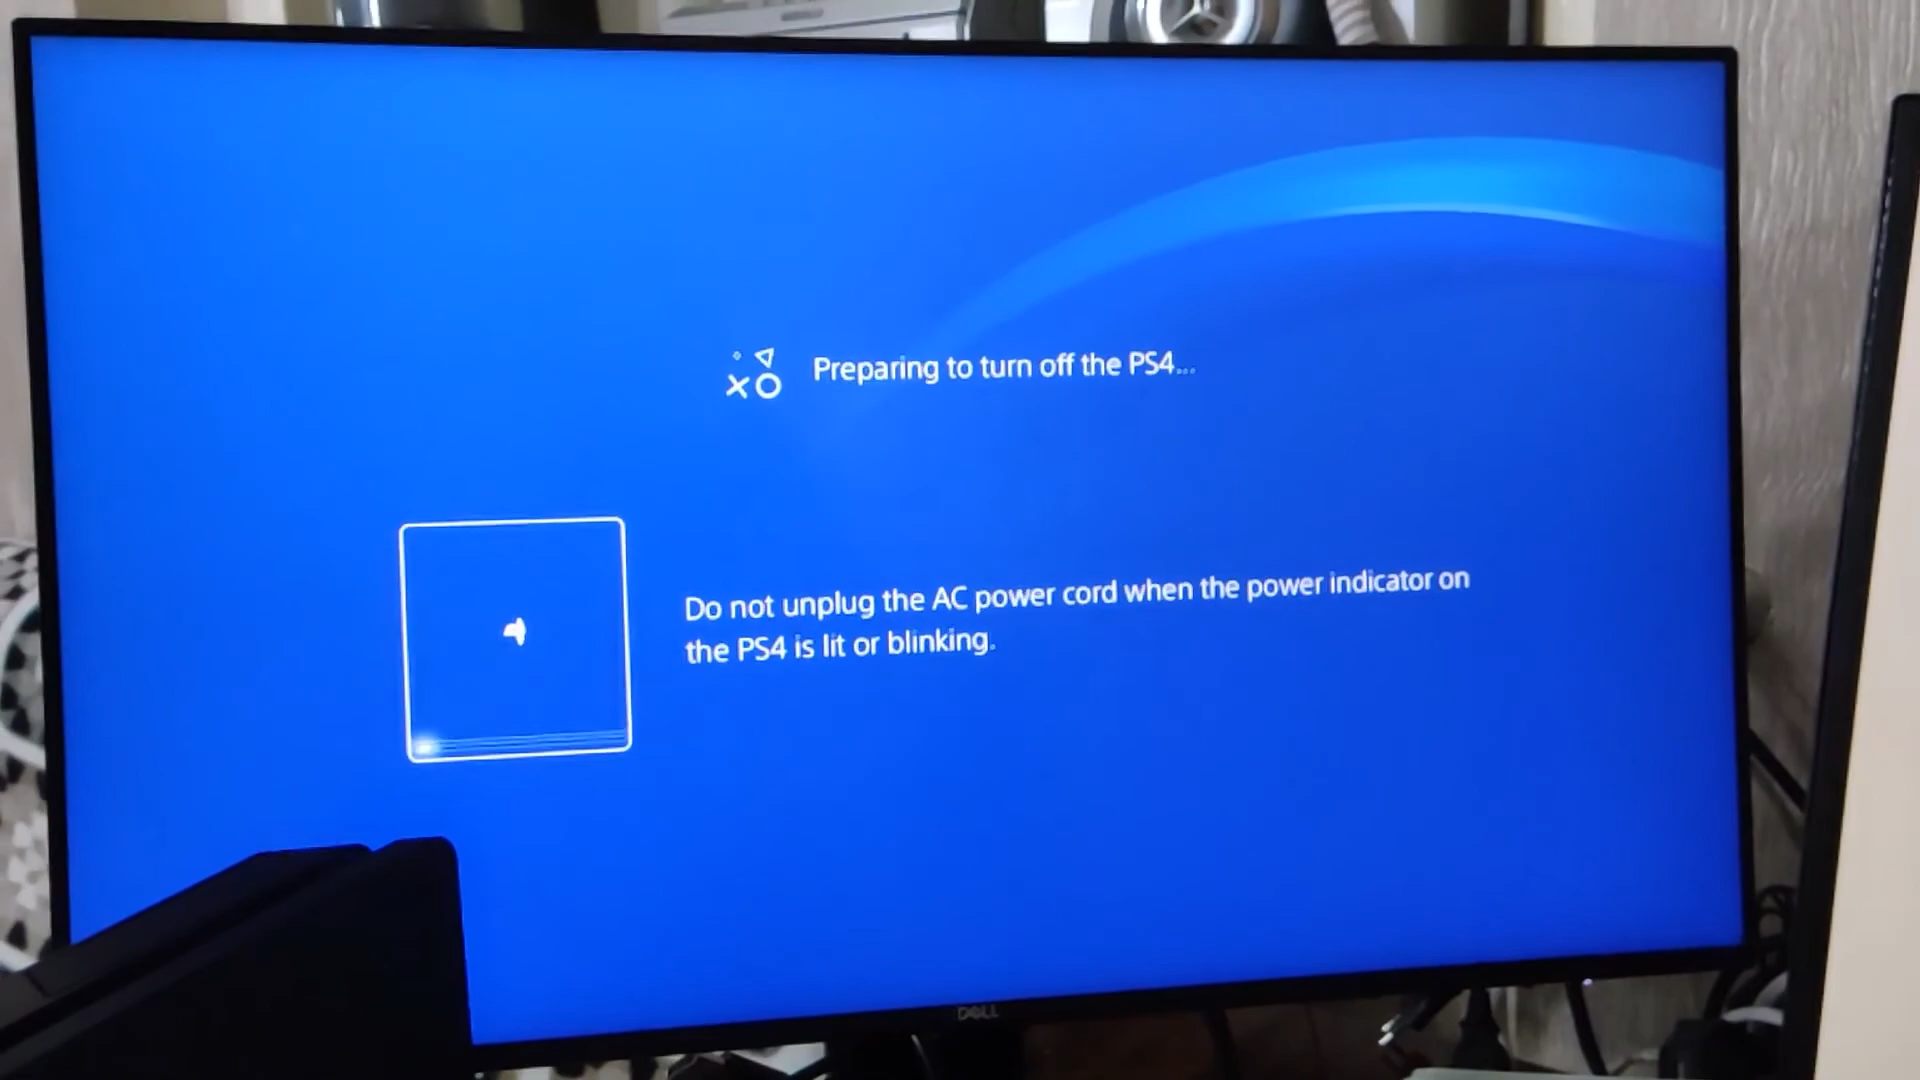 Preparing to turn off the PS4...
Do not unplug the AC power cord when the power indicator on
the PS4 is lit or blinking.
DELL